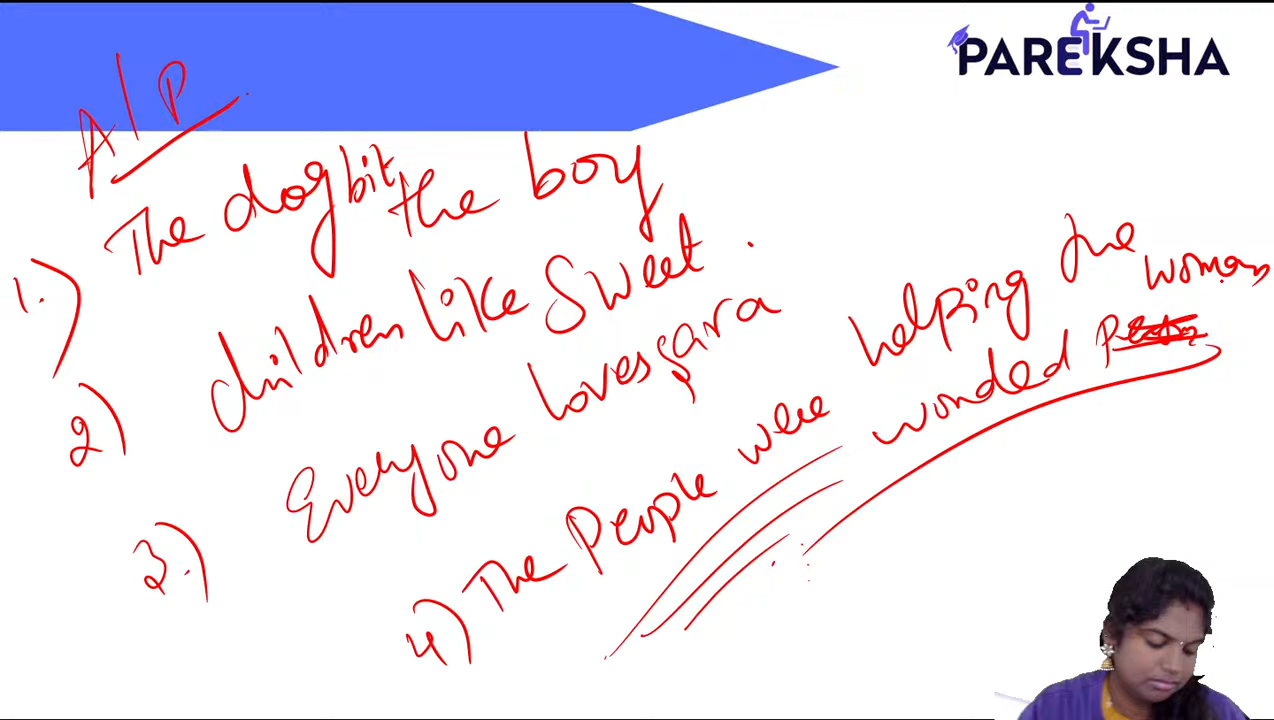 PAREKSHA
A/P
1.) The dog bit the boy
2) children like Sweet.
3.) Everyone loves sara
4) The People were helping the woman
wonded